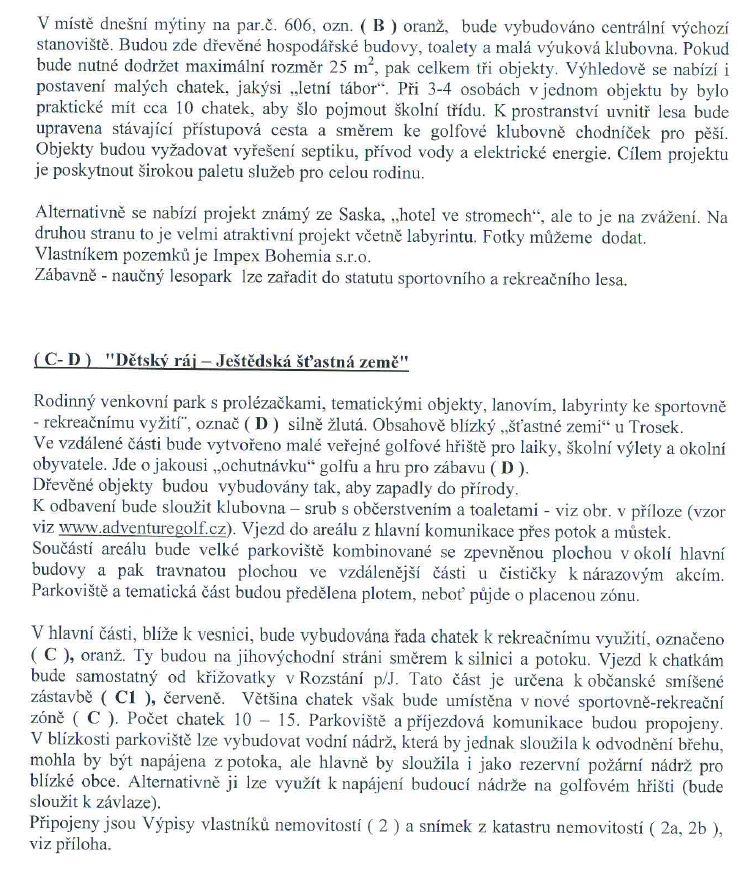 V místě dnešní mýtiny na par.č. 606, ozn. ( B ) oranž, bude vybudováno centrální výchozí
stanoviště. Budou zde dřevěné hospodářské budovy, toalety a malá výuková klubovna. Pokud
bude nutné dodržet maximální rozměr 25 m², pak celkem tři objekty. Výhledově se nabízí i
postavení malých chatek, jakýsi „letní tábor“. Při 3-4 osobách v jednom objektu by bylo
praktické mít cca 10 chatek, aby šlo pojmout školní třídu. K prostranství uvnitř lesa bude
upravena stávající přístupová cesta a směrem ke golfové klubovně chodníček pro pěší.
Objekty budou vyžadovat vyřešení septiku, přívod vody a elektrické energie. Cílem projektu
je poskytnout širokou paletu služeb pro celou rodinu.

Alternativně se nabízí projekt známý ze Saska, „hotel ve stromech“, ale to je na zvážení. Na
druhou stranu to je velmi atraktivní projekt včetně labyrintu. Fotky můžeme dodat.
Vlastníkem pozemků je Impex Bohemia s.r.o.
Zábavně - naučný lesopark lze zařadit do statutu sportovního a rekreačního lesa.

( C- D ) "Dětský ráj – Ještědská šťastná země"

Rodinný venkovní park s prolézačkami, tematickými objekty, lanovím, labyrinty ke sportovně
- rekreačnímu vyžití", označ ( D ) silně žlutá. Obsahově blízký „šťastné zemi“ u Trosek.
Ve vzdálené části bude vytvořeno malé veřejné golfové hřiště pro laiky, školní výlety a okolní
obyvatele. Jde o jakousi „ochutnávku“ golfu a hru pro zábavu ( D ).
Dřevěné objekty budou vybudovány tak, aby zapadly do přírody.
K odbavení bude sloužit klubovna – srub s občerstvením a toaletami - viz obr. v příloze (vzor
viz www.adventuregolf.cz). Vjezd do areálu z hlavní komunikace přes potok a můstek.
Součástí areálu bude velké parkoviště kombinované se zpevněnou plochou v okolí hlavní
budovy a pak travnatou plochou ve vzdálenější části u čističky k nárazovým akcím.
Parkoviště a tematická část budou předělena plotem, neboť půjde o placenou zónu.

V hlavní části, blíže k vesnici, bude vybudována řada chatek k rekreačnímu využití, označeno
( C ), oranž. Ty budou na jihovýchodní stráni směrem k silnici a potoku. Vjezd k chatkám
bude samostatný od křižovatky v Rozstání p/J. Tato část je určena k občanské smíšené
zástavbě ( C1 ), červeně. Většina chatek však bude umístěna v nové sportovně-rekreační
zóně ( C ). Počet chatek 10 – 15. Parkoviště a příjezdová komunikace budou propojeny.
V blízkosti parkoviště lze vybudovat vodní nádrž, která by jednak sloužila k odvodnění břehu,
mohla by být napájena z potoka, ale hlavně by sloužila i jako rezervní požární nádrž pro
blízké obce. Alternativně ji lze využít k napájení budoucí nádrže na golfovém hřišti (bude
sloužit k závlaze).
Připojeny jsou Výpisy vlastníků nemovitostí ( 2 ) a snímek z katastru nemovitostí ( 2a, 2b ),
viz příloha.